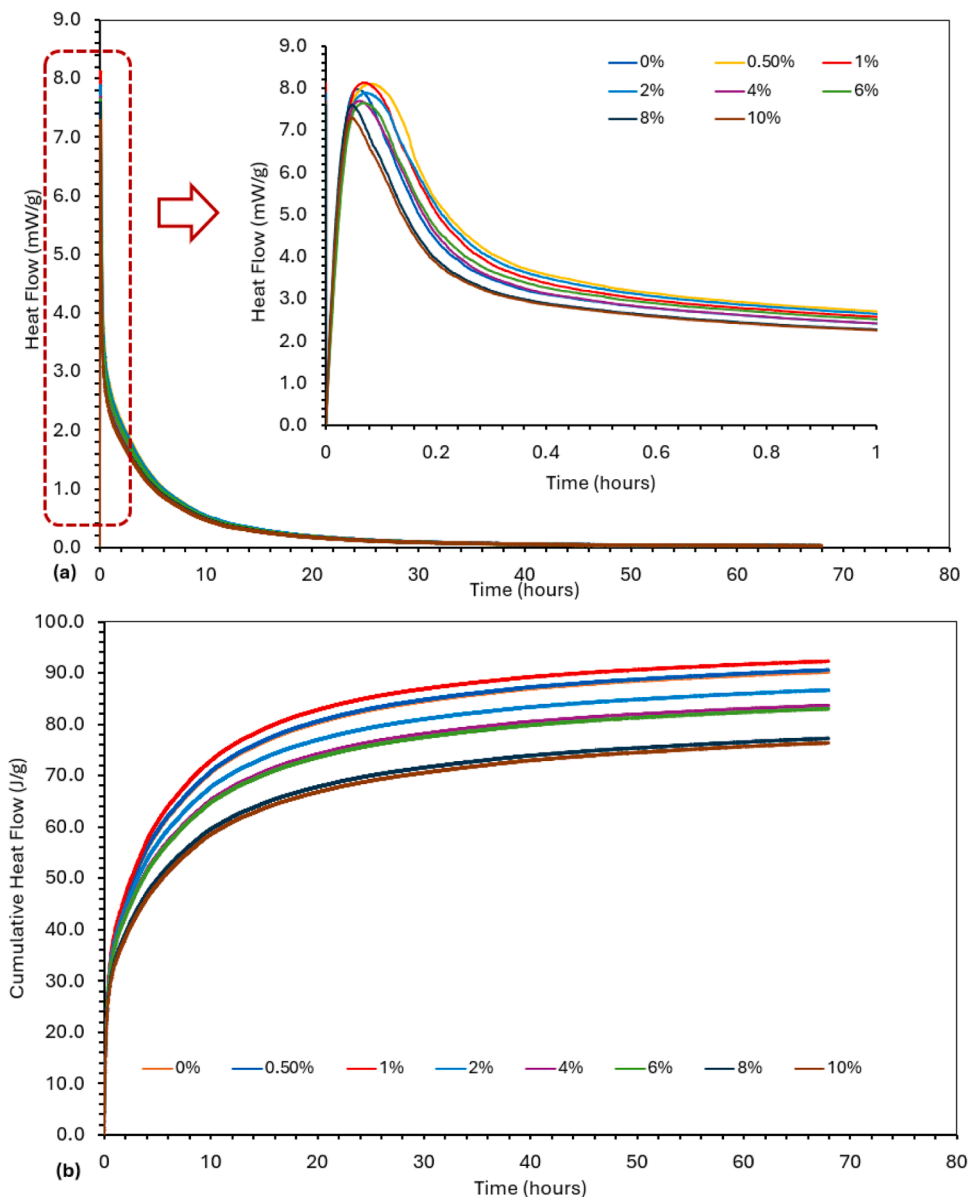 9.0
8.0
7.0
6.0
5.0
4.0
3.0
2.0
1.0
0.0
Heat Flow (mW/g)
0 10 20 30 40 50 60 70 80
Time (hours)
(a)
9.0
8.0
7.0
6.0
5.0
4.0
3.0
2.0
1.0
0.0
Heat Flow (mW/g)
0% 0.50% 1%
2% 4% 6%
8% 10%
0 0.2 0.4 0.6 0.8 1
Time (hours)
100.0
90.0
80.0
70.0
60.0
50.0
40.0
30.0
20.0
10.0
0.0
Cumulative Heat Flow (J/g)
0% 0.50% 1% 2% 4% 6% 8% 10%
0 10 20 30 40 50 60 70 80
(b)
Time (hours)